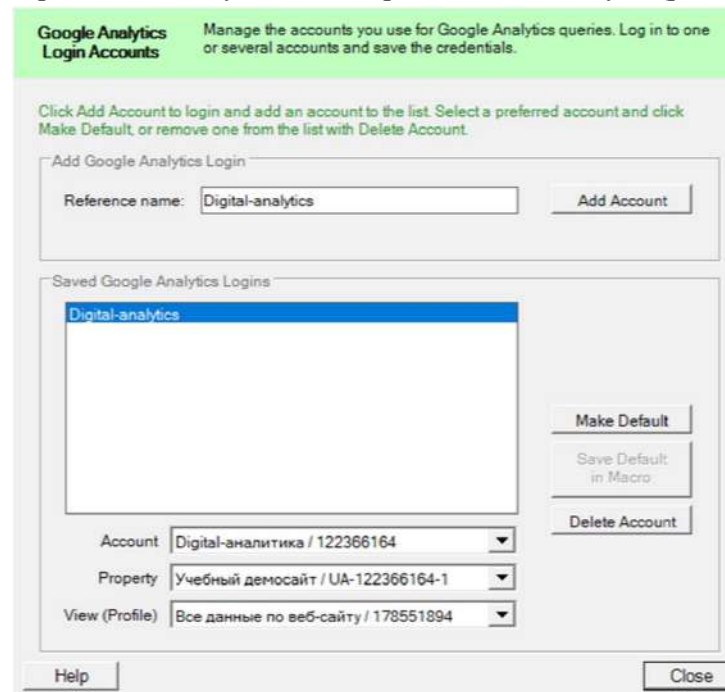 Google Analytics
Login Accounts
Manage the accounts you use for Google Analytics queries. Log in to one
or several accounts and save the credentials.
Click Add Account to login and add an account to the list. Select a preferred account and click
Make Default, or remove one from the list with Delete Account.
Add Google Analytics Login
Reference name: Digital-analytics Add Account
Saved Google Analytics Logins
Digital-analytics
Make Default
Save Default
in Macro
Delete Account
Account Digital-аналитика / 122366164
Property Учебный демосайт / UA-122366164-1
View (Profile) Все данные по веб-сайту / 178551894
Help Close